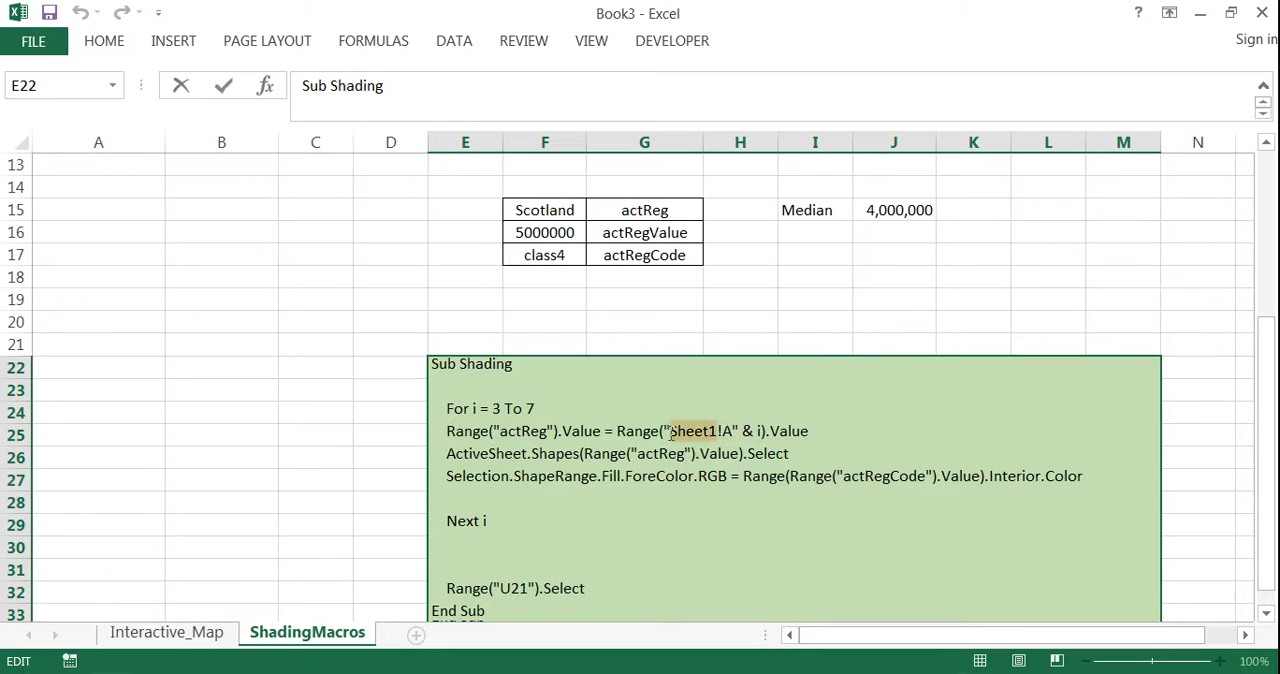 Book3 - Excel
?
FILE HOME INSERT PAGE LAYOUT FORMULAS DATA REVIEW VIEW DEVELOPER
Sign in
E22 fx Sub Shading
A B C D E F G H I J K L M N
13
14
15 Scotland actReg Median 4,000,000
16 5000000 actRegValue
17 class4 actRegCode
18
19
20
21
22 Sub Shading
23
24 For i = 3 To 7
25 Range("actReg").Value = Range("Sheet1!A" & i).Value
26 ActiveSheet.Shapes(Range("actReg").Value).Select
27 Selection.ShapeRange.Fill.ForeColor.RGB = Range(Range("actRegCode").Value).Interior.Color
28
29 Next i
30
31
32 Range("U21").Select
33 End Sub
Interactive_Map ShadingMacros
EDIT 100%